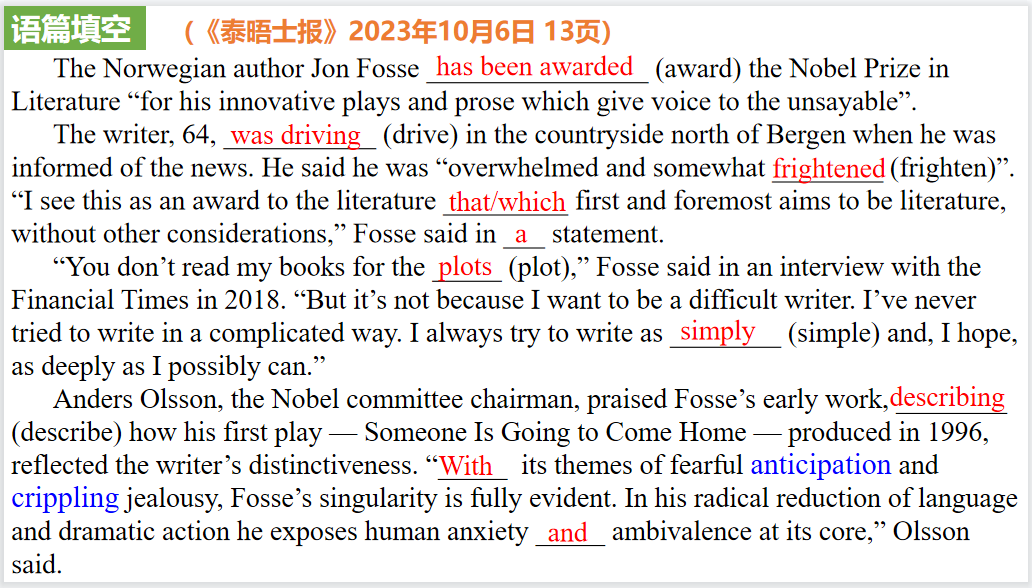 语篇填空 (《泰晤士报》2023年10月6日 13页)
The Norwegian author Jon Fosse has been awarded (award) the Nobel Prize in
Literature “for his innovative plays and prose which give voice to the unsayable”.
The writer, 64, was driving (drive) in the countryside north of Bergen when he was
informed of the news. He said he was “overwhelmed and somewhat frightened (frighten)”.
“I see this as an award to the literature that/which first and foremost aims to be literature,
without other considerations,” Fosse said in a statement.
“You don’t read my books for the plots (plot),” Fosse said in an interview with the
Financial Times in 2018. “But it’s not because I want to be a difficult writer. I’ve never
tried to write in a complicated way. I always try to write as simply (simple) and, I hope,
as deeply as I possibly can.”
Anders Olsson, the Nobel committee chairman, praised Fosse’s early work, describing
(describe) how his first play — Someone Is Going to Come Home — produced in 1996,
reflected the writer’s distinctiveness. “With its themes of fearful anticipation and
crippling jealousy, Fosse’s singularity is fully evident. In his radical reduction of language
and dramatic action he exposes human anxiety and ambivalence at its core,” Olsson
said.